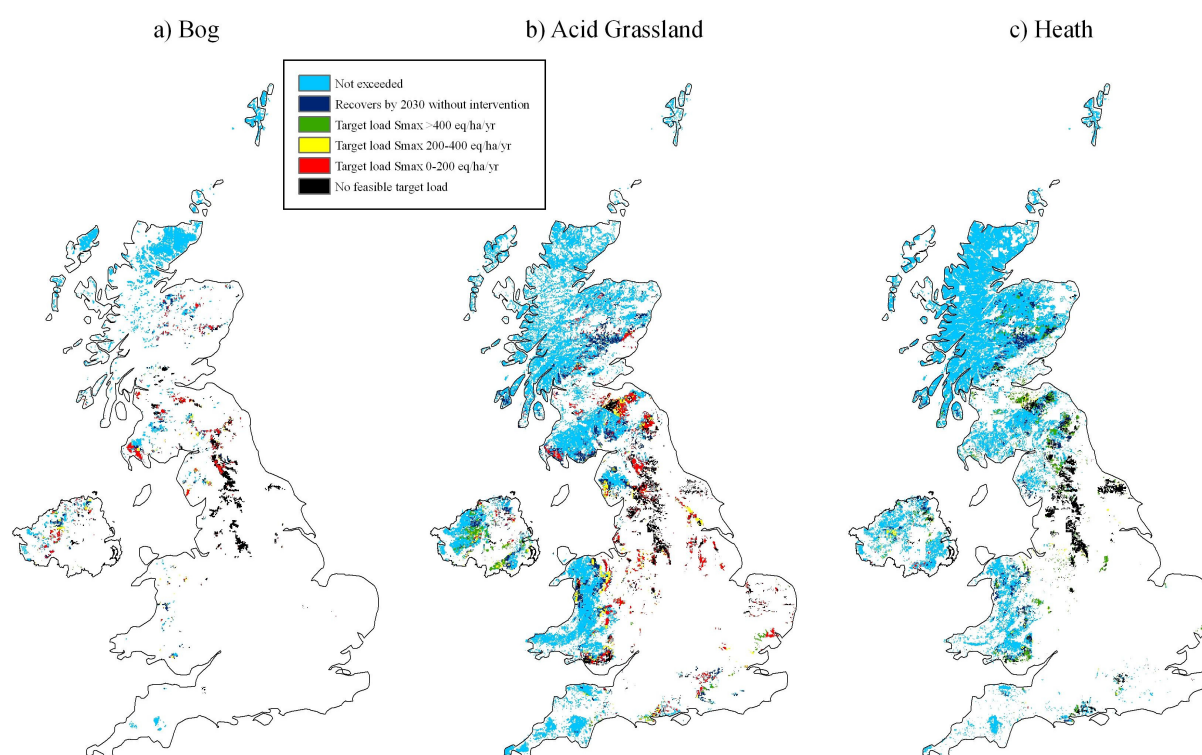 a) Bog
b) Acid Grassland
c) Heath
Not exceeded
Recovers by 2030 without intervention
Target load Smax >400 eq/ha/yr
Target load Smax 200-400 eq/ha/yr
Target load Smax 0-200 eq/ha/yr
No feasible target load